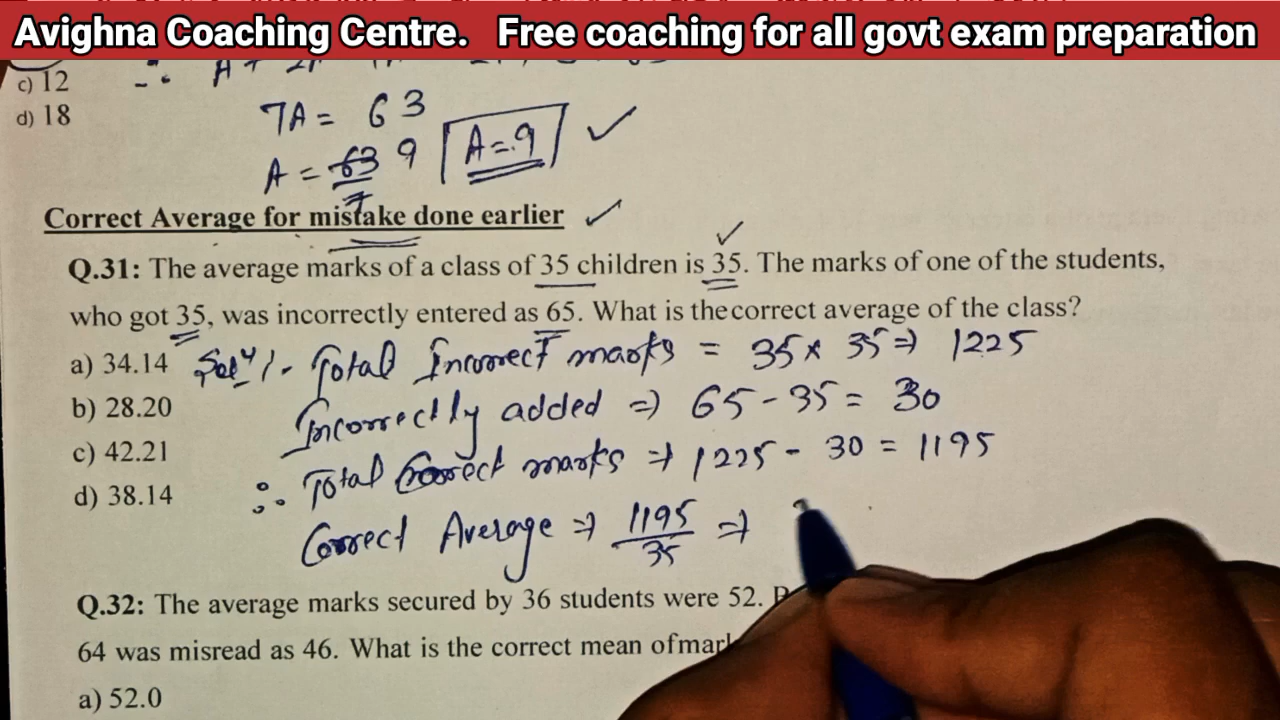 Avighna Coaching Centre. Free coaching for all govt exam preparation
c) 12
d) 18
7A = 63
A = 63/7 9 A = 9
Correct Average for mistake done earlier
Q.31: The average marks of a class of 35 children is 35. The marks of one of the students,
who got 35, was incorrectly entered as 65. What is thecorrect average of the class?
a) 34.14
Total Incorrect marks = 35 × 35 ⇒ 1225
b) 28.20
Incorrectly added ⇒ 65 - 35 = 30
c) 42.21
∴ Total Correct marks ⇒ 1225 - 30 = 1195
d) 38.14
Correct Average ⇒ 1195/35 ⇒
Q.32: The average marks secured by 36 students were 52.
64 was misread as 46. What is the correct mean of
a) 52.0